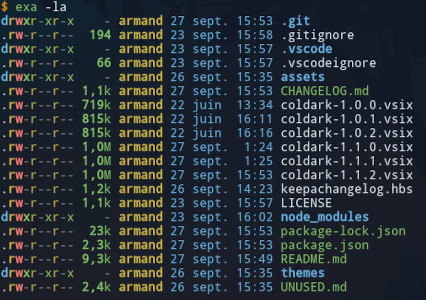 $ exa -la
drwxr-xr-x    - armand 27 sept. 15:53 .git
.rw-r--r--  194 armand 23 sept. 15:58 .gitignore
drwxr-xr-x    - armand 23 sept. 15:57 .vscode
.rw-r--r--   66 armand 23 sept. 15:57 .vscodeignore
drwxr-xr-x    - armand 26 sept. 15:35 assets
.rw-r--r-- 1,1k armand 27 sept. 15:53 CHANGELOG.md
.rw-r--r-- 719k armand 22 juin  13:34 coldark-1.0.0.vsix
.rw-r--r-- 815k armand 22 juin  16:11 coldark-1.0.1.vsix
.rw-r--r-- 815k armand 22 juin  16:16 coldark-1.0.2.vsix
.rw-r--r-- 1,0M armand 27 sept.  1:24 coldark-1.1.0.vsix
.rw-r--r-- 1,0M armand 27 sept.  1:25 coldark-1.1.1.vsix
.rw-r--r-- 1,0M armand 27 sept. 15:53 coldark-1.1.2.vsix
.rw-r--r-- 1,2k armand 26 sept. 14:23 keepachangelog.hbs
.rw-r--r-- 1,1k armand 23 sept. 15:57 LICENSE
drwxr-xr-x    - armand 23 sept. 16:02 node_modules
.rw-r--r--  23k armand 27 sept. 15:53 package-lock.json
.rw-r--r-- 2,3k armand 27 sept. 15:53 package.json
.rw-r--r-- 9,3k armand 27 sept. 15:49 README.md
drwxr-xr-x    - armand 26 sept. 15:35 themes
.rw-r--r-- 2,4k armand 26 sept. 15:35 UNUSED.md